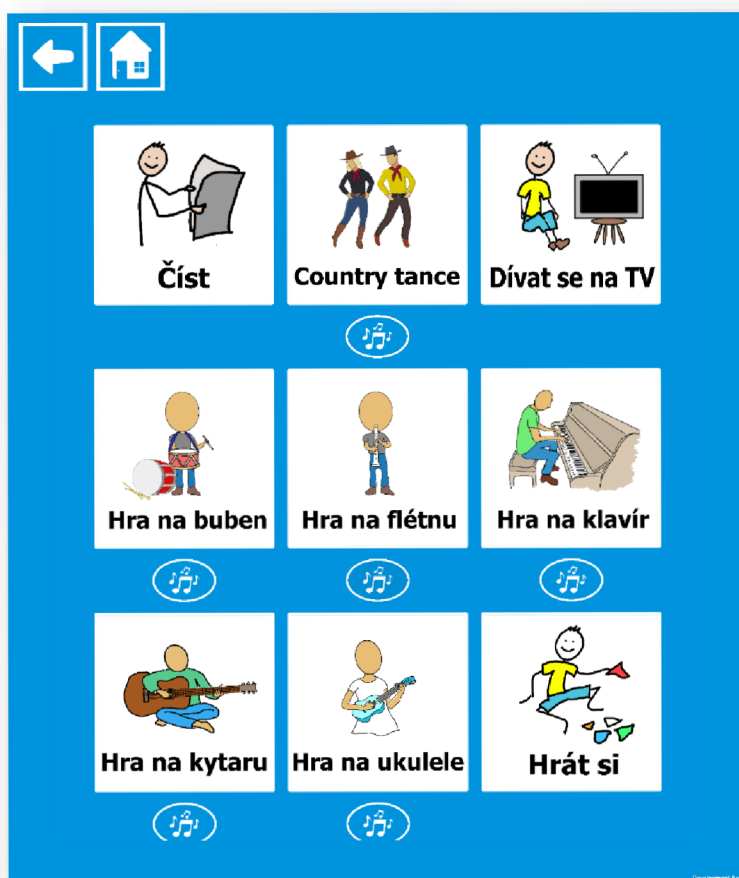 Číst
Country tance
Dívat se na TV
Hra na buben
Hra na flétnu
Hra na klavír
Hra na kytaru
Hra na ukulele
Hrát si